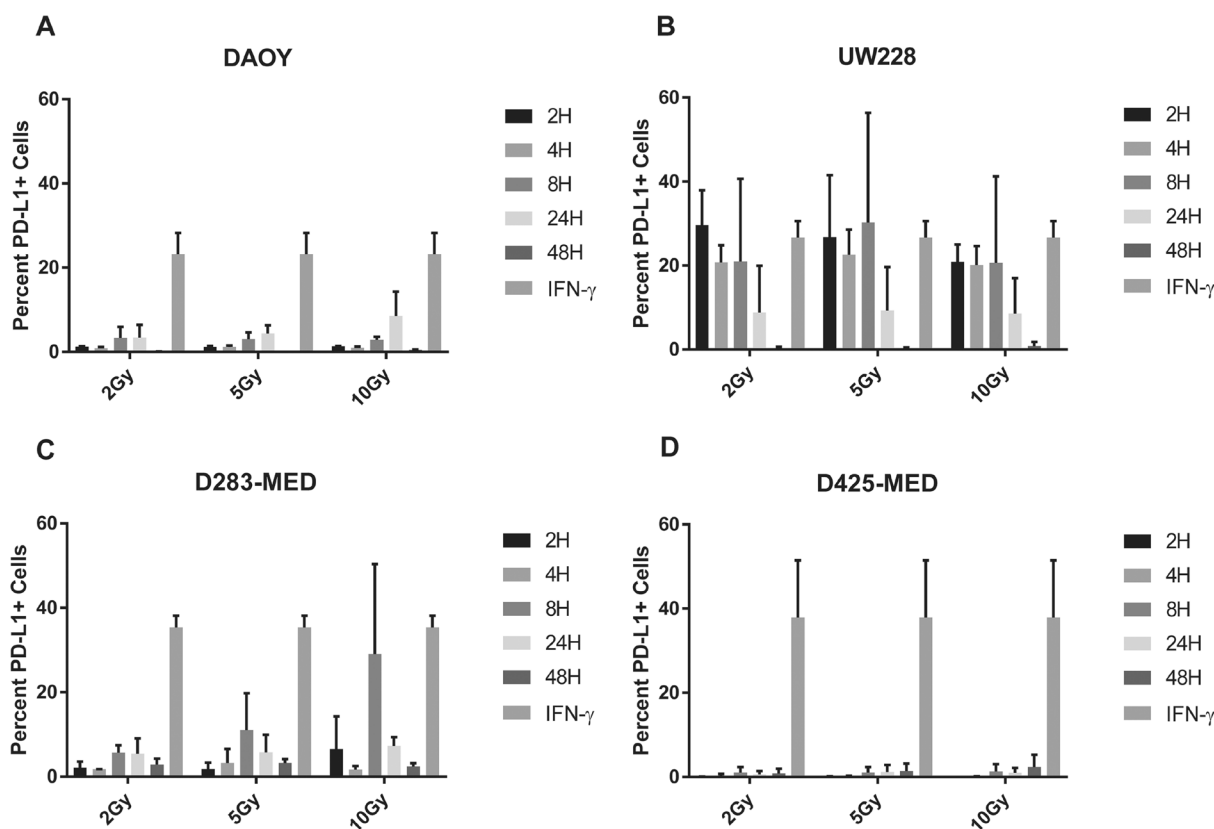 A
DAOY
Percent PD-L1+ Cells
60
40
20
0
2Gy
5Gy
10Gy
2H
4H
8H
24H
48H
IFN-γ
B
UW228
Percent PD-L1+ Cells
60
40
20
0
2Gy
5Gy
10Gy
2H
4H
8H
24H
48H
IFN-γ
C
D283-MED
Percent PD-L1+ Cells
60
40
20
0
2Gy
5Gy
10Gy
2H
4H
8H
24H
48H
IFN-γ
D
D425-MED
Percent PD-L1+ Cells
60
40
20
0
2Gy
5Gy
10Gy
2H
4H
8H
24H
48H
IFN-γ